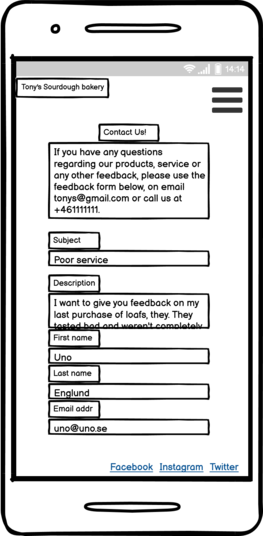 14:14
Tony's Sourdough bakery
Contact Us!
If you have any questions
regarding our products, service or
any other feedback, please use the
feedback form below, on email
tonys@gmail.com or call us at
+461111111.
Subject
Poor service
Description
I want to give you feedback on my
last purchase of loafs, they. They
tasted bad and weren't completely
First name
Uno
Last name
Englund
Email addr
uno@uno.se
Facebook Instagram Twitter